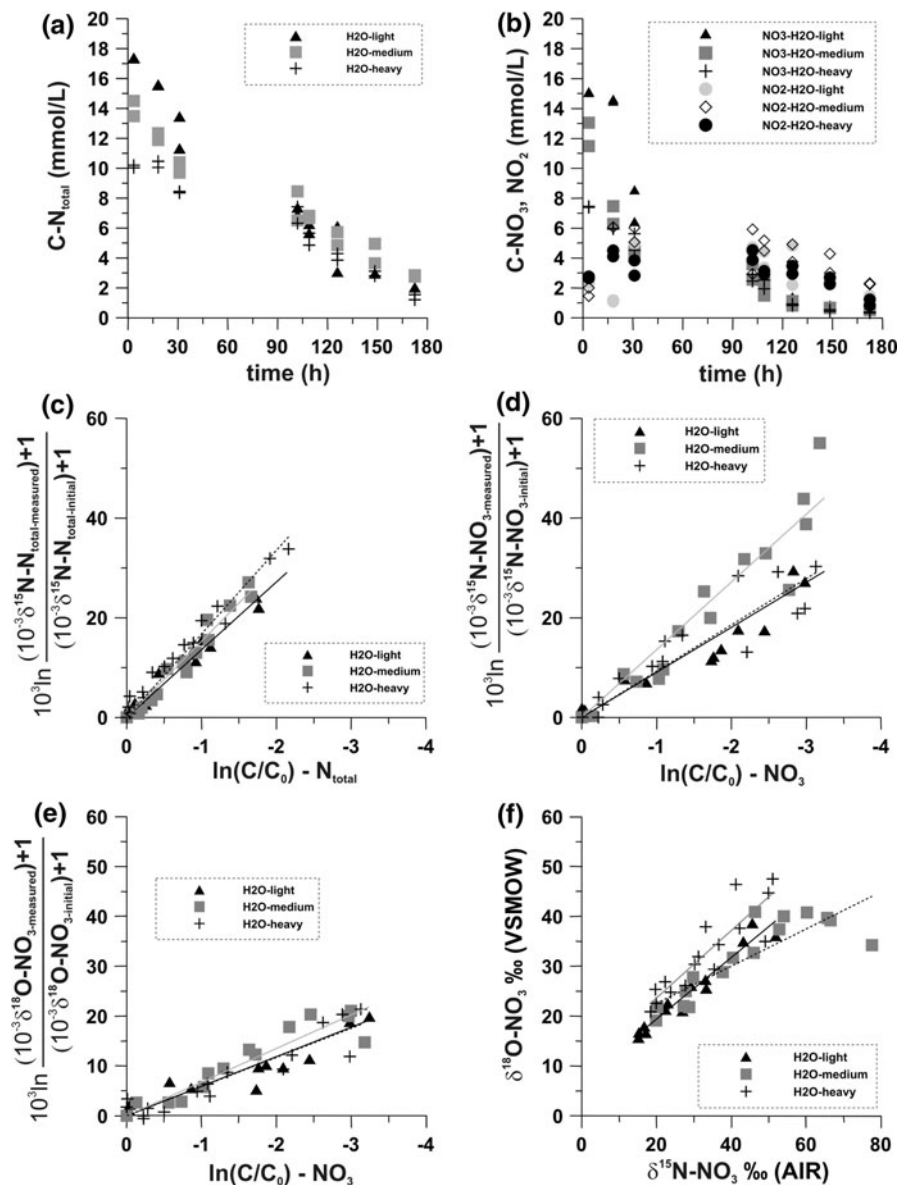 (a)
C-Ntotal (mmol/L)
20
18
16
14
12
10
8
6
4
2
0
H2O-light
H2O-medium
H2O-heavy
0 30 60 90 120 150 180
time (h)
(b)
C-NO3, NO2 (mmol/L)
20
18
16
14
12
10
8
6
4
2
0
NO3-H2O-light
NO3-H2O-medium
NO3-H2O-heavy
NO2-H2O-light
NO2-H2O-medium
NO2-H2O-heavy
0 30 60 90 120 150 180
time (h)
(c)
10³ln (10⁻³δ¹⁵N-Ntotal-measured)+1
(10⁻³δ¹⁵N-Ntotal-initial)+1
60
40
20
0
H2O-light
H2O-medium
H2O-heavy
0 -1 -2 -3 -4
ln(C/C0) - Ntotal
(d)
10³ln (10⁻³δ¹⁵N-NO3-measured)+1
(10⁻³δ¹⁵N-NO3-initial)+1
60
40
20
0
H2O-light
H2O-medium
H2O-heavy
0 -1 -2 -3 -4
ln(C/C0) - NO3
(e)
10³ln (10⁻³δ¹⁸O-NO3-measured)+1
(10⁻³δ¹⁸O-NO3-initial)+1
60
50
40
30
20
10
0
H2O-light
H2O-medium
H2O-heavy
0 -1 -2 -3 -4
ln(C/C0) - NO3
(f)
δ¹⁸O-NO3 ‰ (VSMOW)
60
50
40
30
20
10
0
H2O-light
H2O-medium
H2O-heavy
20 40 60 80
δ¹⁵N-NO3 ‰ (AIR)